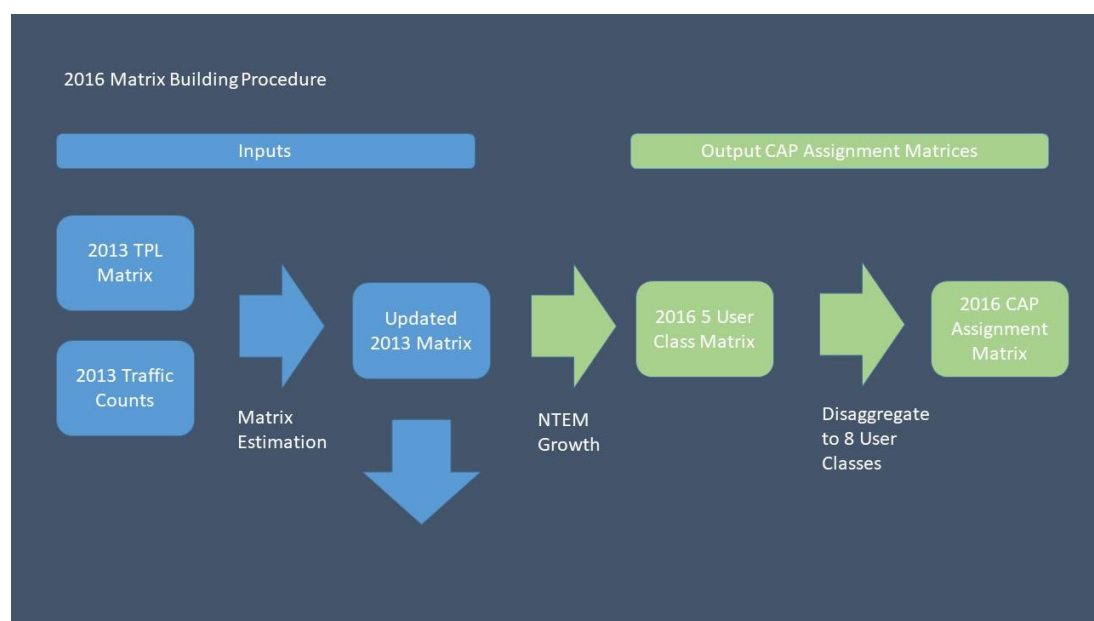 2016 Matrix Building Procedure
Inputs
Output CAP Assignment Matrices
2013 TPL
Matrix
2013 Traffic
Counts
Matrix
Estimation
Updated
2013 Matrix
NTEM
Growth
2016 5 User
Class Matrix
Disaggregate
to 8 User
Classes
2016 CAP
Assignment
Matrix